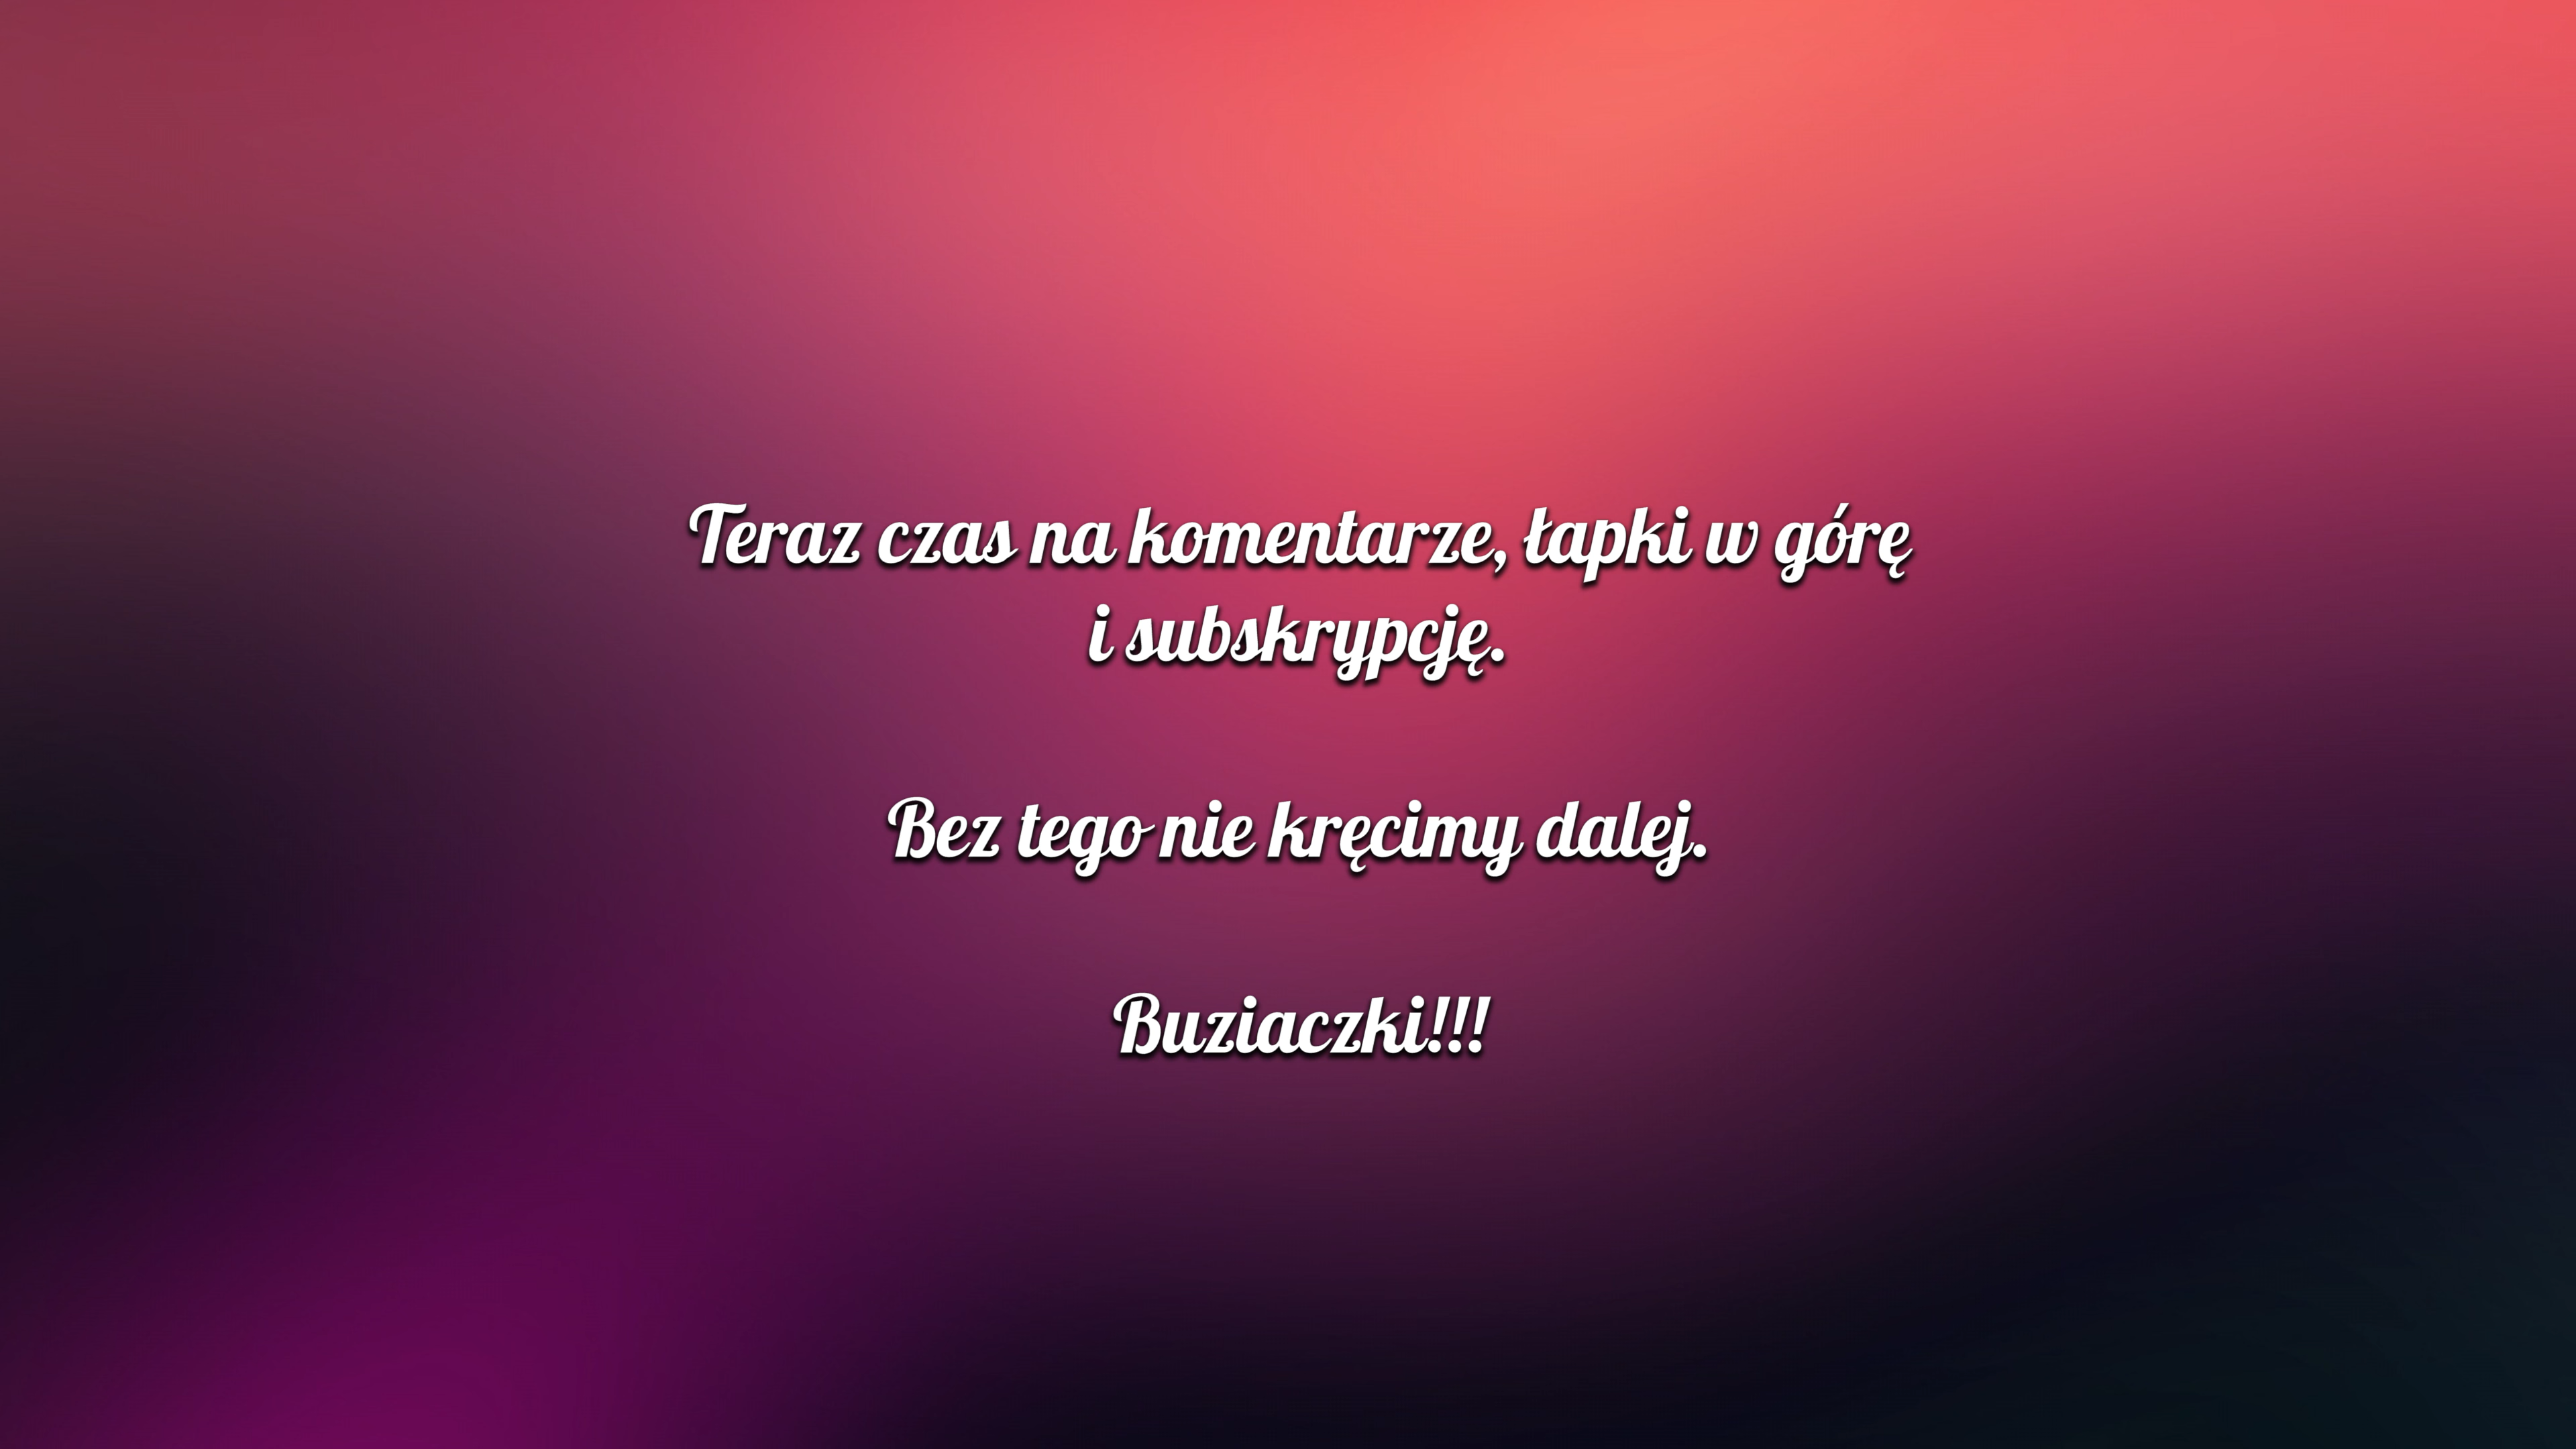 Teraz czas na komentarze, łapki w górę
i subskrypcję.
Bez tego nie kręcimy dalej.
Buziaczki!!!